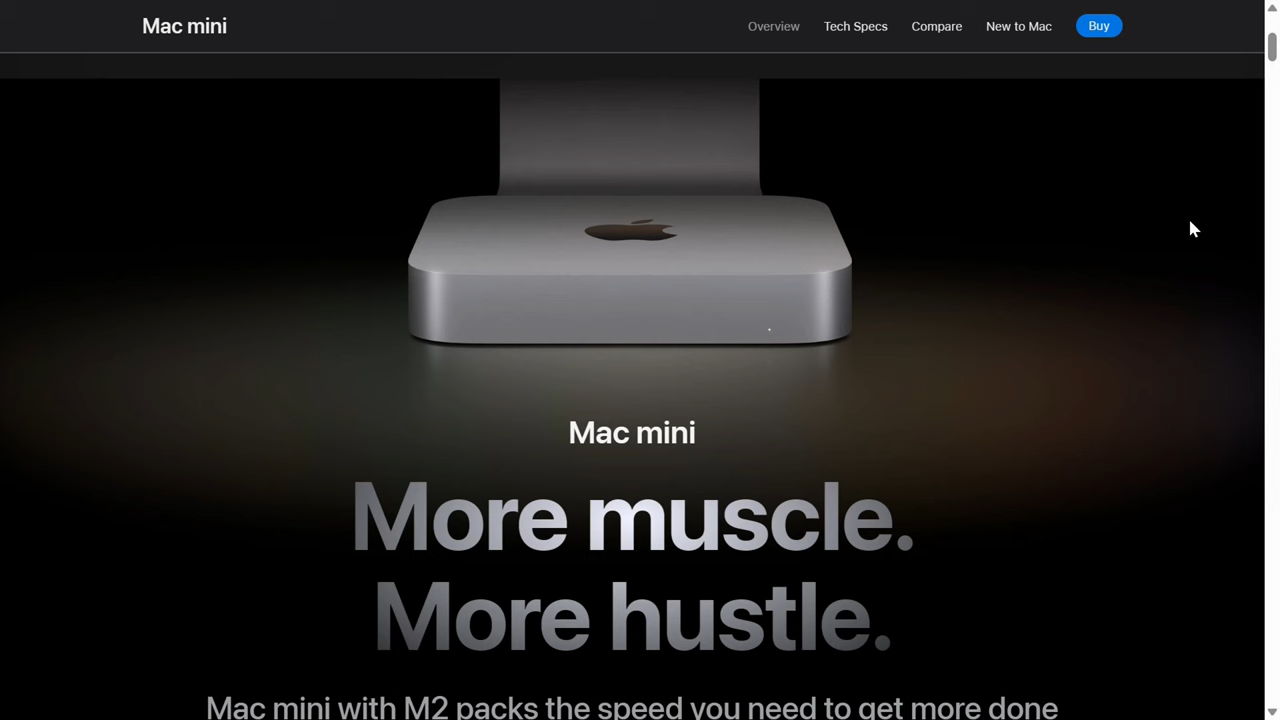 Mac mini
Overview Tech Specs Compare New to Mac Buy
Mac mini
More muscle.
More hustle.
Mac mini with M2 packs the speed you need to get more done